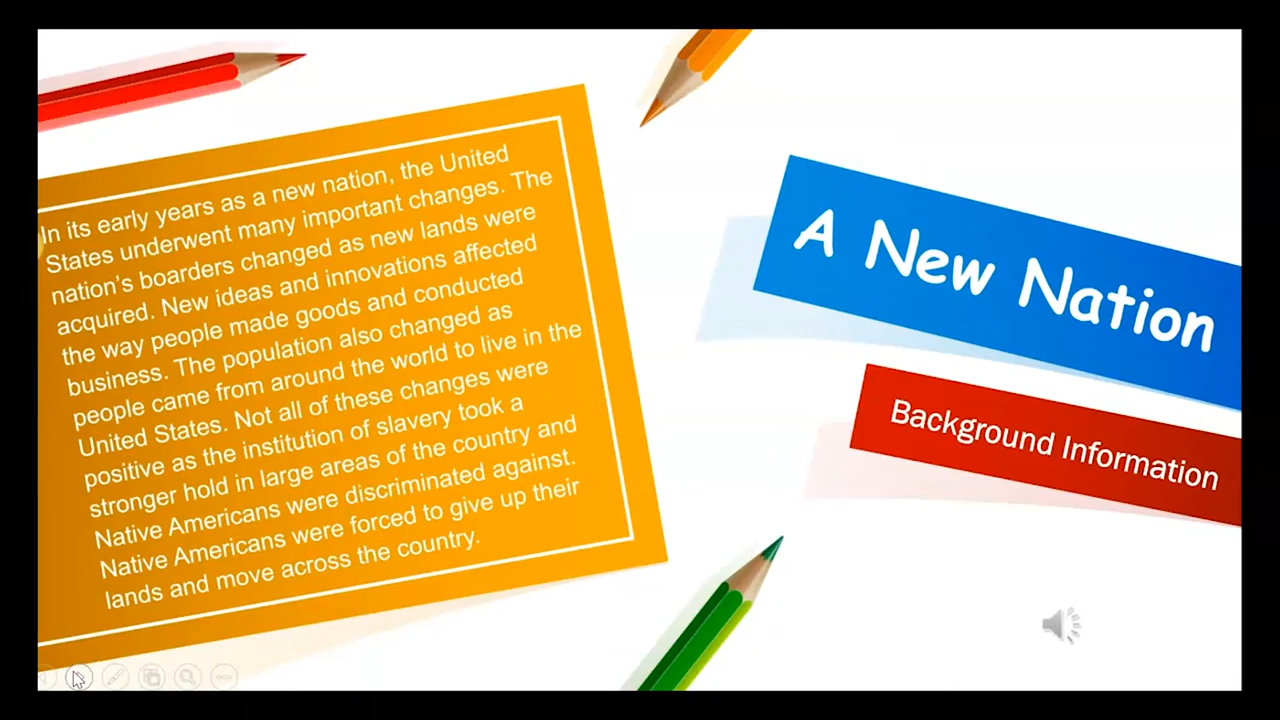 In its early years as a new nation, the United
States underwent many important changes. The
nation's boarders changed as new lands were
acquired. New ideas and innovations affected
the way people made goods and conducted
business. The population also changed as
people came from around the world to live in the
United States. Not all of these changes were
positive as the institution of slavery took a
stronger hold in large areas of the country and
Native Americans were discriminated against.
Native Americans were forced to give up their
lands and move across the country.
A New Nation
Background Information